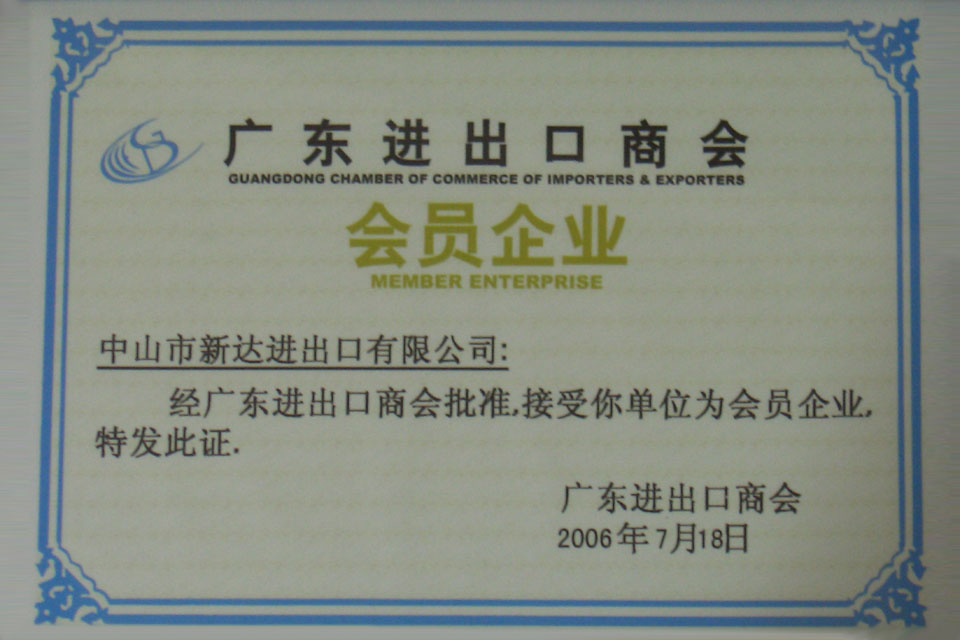 广东进出口商会
GUANGDONG CHAMBER OF COMMERCE OF IMPORTERS & EXPORTERS
会员企业
MEMBER ENTERPRISE
中山市新达进出口有限公司:
经广东进出口商会批准,接受你单位为会员企业,
特发此证.
广东进出口商会
2006年7月18日